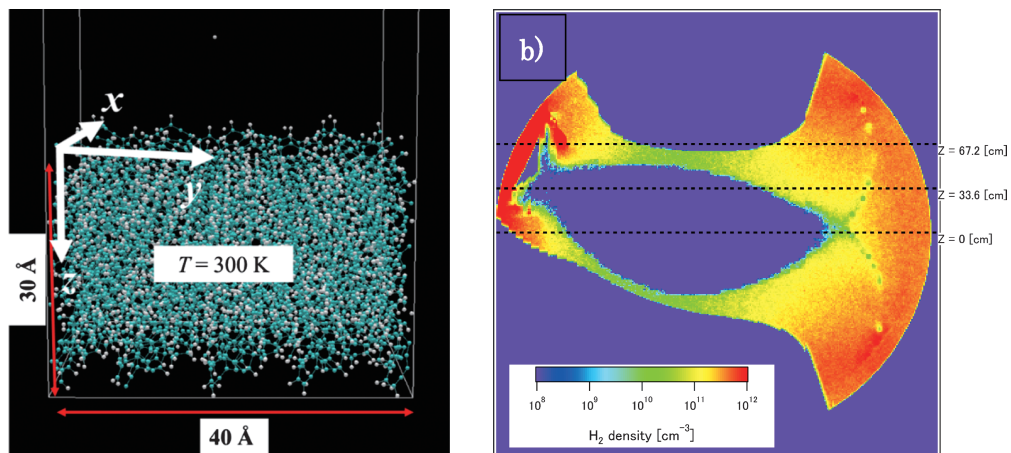 x
y
z
T = 300 K
30 Å
40 Å
b)
Z = 67.2 [cm]
Z = 33.6 [cm]
Z = 0 [cm]
10⁸ 10⁹ 10¹⁰ 10¹¹ 10¹²
H₂ density [cm⁻³]